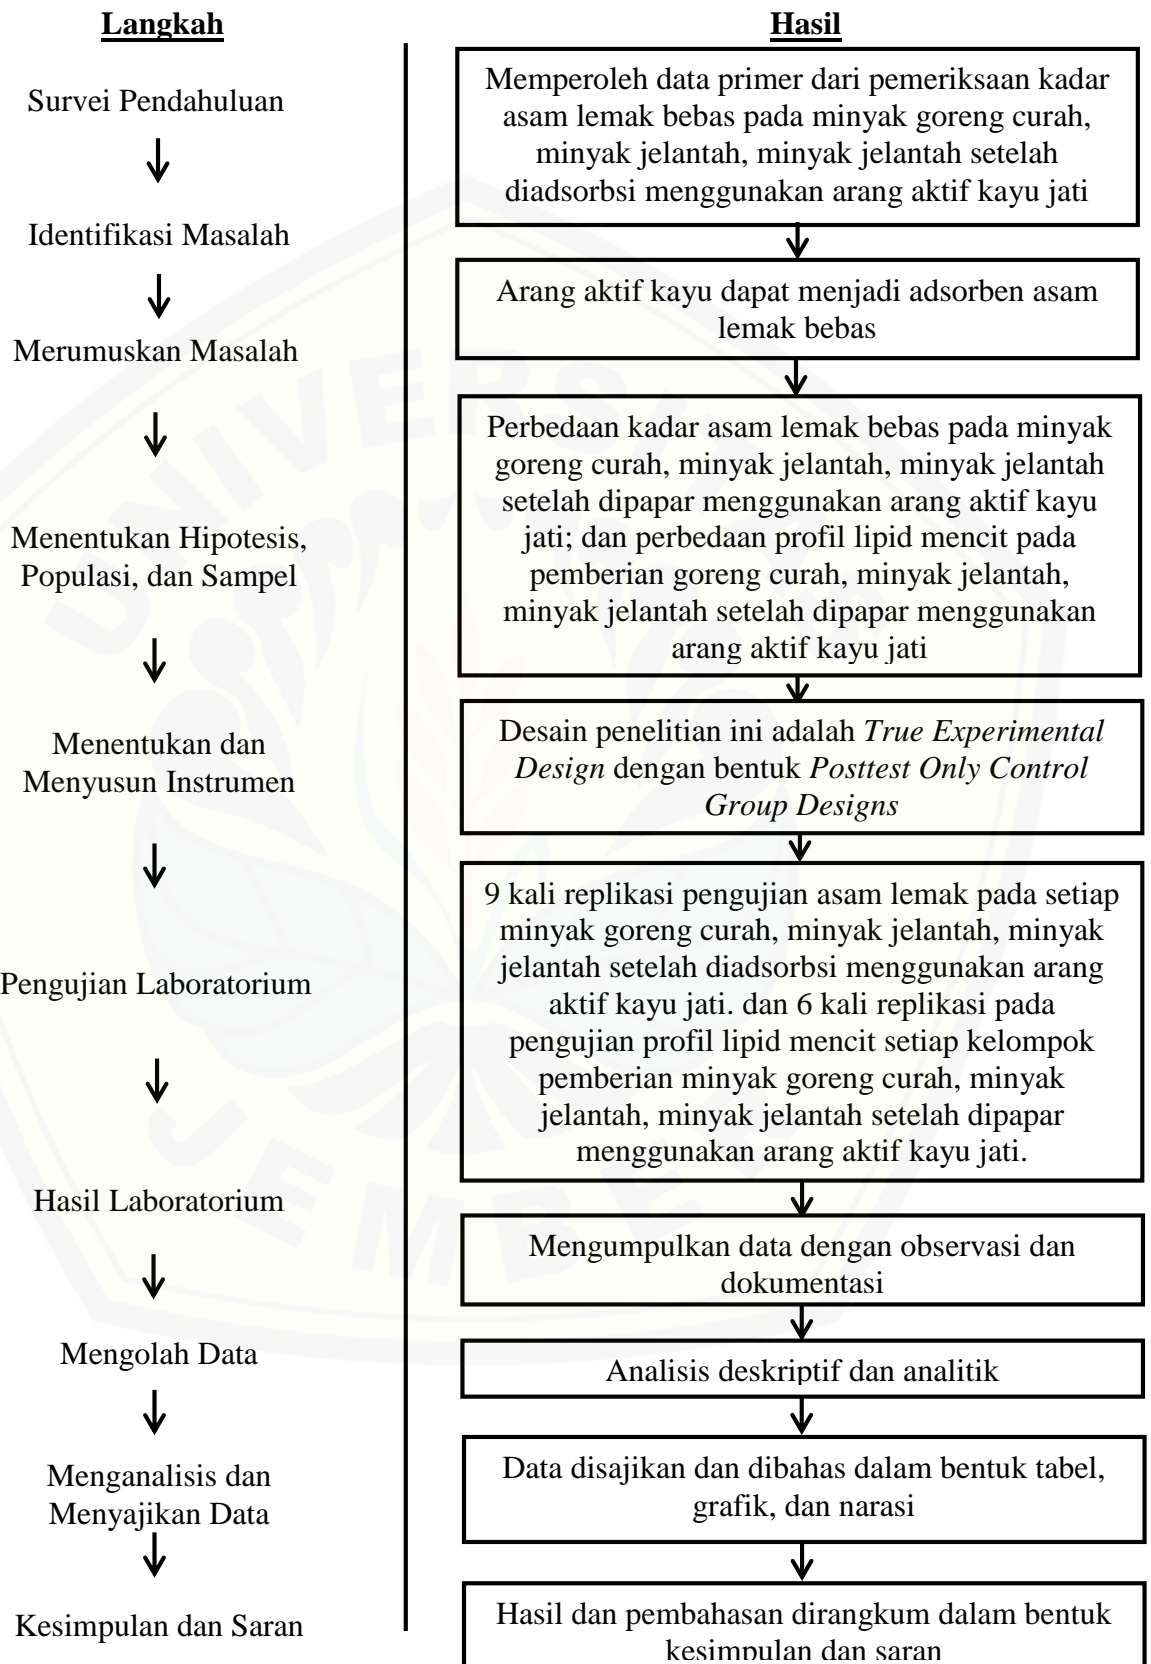 Langkah
Survei Pendahuluan
Identifikasi Masalah
Merumuskan Masalah
Menentukan Hipotesis,
Populasi, dan Sampel
Menentukan dan
Menyusun Instrumen
Pengujian Laboratorium
Hasil Laboratorium
Mengolah Data
Menganalisis dan
Menyajikan Data
Kesimpulan dan Saran
Hasil
Memperoleh data primer dari pemeriksaan kadar
asam lemak bebas pada minyak goreng curah,
minyak jelantah, minyak jelantah setelah
diadsorbsi menggunakan arang aktif kayu jati
Arang aktif kayu dapat menjadi adsorben asam
lemak bebas
Perbedaan kadar asam lemak bebas pada minyak
goreng curah, minyak jelantah, minyak jelantah
setelah dipapar menggunakan arang aktif kayu
jati; dan perbedaan profil lipid mencit pada
pemberian goreng curah, minyak jelantah,
minyak jelantah setelah dipapar menggunakan
arang aktif kayu jati
Desain penelitian ini adalah True Experimental
Design dengan bentuk Posttest Only Control
Group Designs
9 kali replikasi pengujian asam lemak pada setiap
minyak goreng curah, minyak jelantah, minyak
jelantah setelah diadsorbsi menggunakan arang
aktif kayu jati. dan 6 kali replikasi pada
pengujian profil lipid mencit setiap kelompok
pemberian minyak goreng curah, minyak
jelantah, minyak jelantah setelah dipapar
menggunakan arang aktif kayu jati.
Mengumpulkan data dengan observasi dan
dokumentasi
Analisis deskriptif dan analitik
Data disajikan dan dibahas dalam bentuk tabel,
grafik, dan narasi
Hasil dan pembahasan dirangkum dalam bentuk
kesimpulan dan saran
UNIVERSITAS
JEMBER